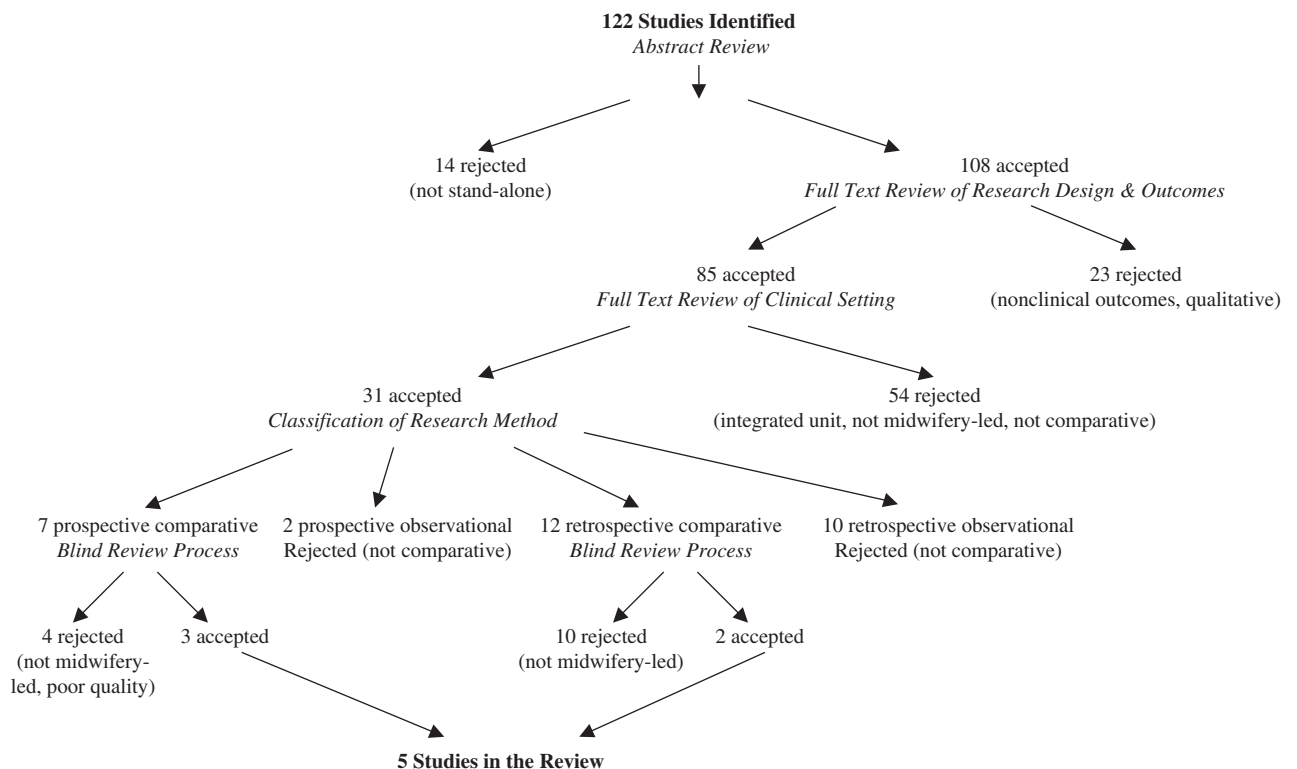 122 Studies Identified
Abstract Review
14 rejected
(not stand-alone)
108 accepted
Full Text Review of Research Design & Outcomes
85 accepted
Full Text Review of Clinical Setting
23 rejected
(nonclinical outcomes, qualitative)
31 accepted
Classification of Research Method
54 rejected
(integrated unit, not midwifery-led, not comparative)
7 prospective comparative
Blind Review Process
2 prospective observational
Rejected (not comparative)
12 retrospective comparative
Blind Review Process
10 retrospective observational
Rejected (not comparative)
4 rejected
(not midwifery-
led, poor quality)
3 accepted
10 rejected
(not midwifery-led)
2 accepted
5 Studies in the Review